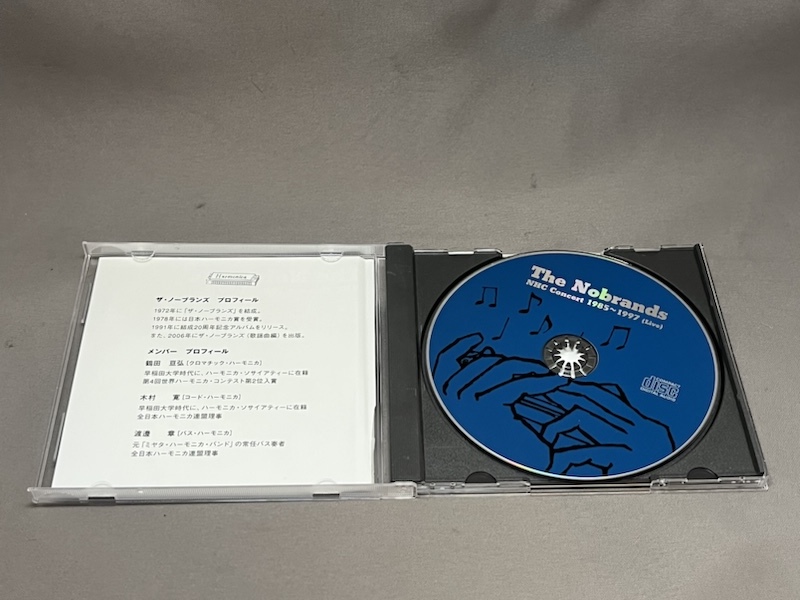 Harmonica
ザ・ノーブランズ プロフィール
1972年に「ザ・ノーブランズ」を結成。
1978年には日本ハーモニカ賞を受賞。
1991年に結成20周年記念アルバムをリリース。
また、2006年にザ・ノーブランズ〈歌謡曲編〉を出版。
メンバー プロフィール
鶴田 亘弘［クロマチック・ハーモニカ］
早稲田大学時代に、ハーモニカ・ソサイアティーに在籍
第4回世界ハーモニカ・コンテスト第2位入賞
木村 寛［コード・ハーモニカ］
早稲田大学時代に、ハーモニカ・ソサイアティーに在籍
全日本ハーモニカ連盟理事
渡邉 章［バス・ハーモニカ］
元「ミヤタ・ハーモニカ・バンド」の常任バス奏者
全日本ハーモニカ連盟理事
The Nobrands
NHC Concert 1985～1997 (Live)
COMPACT
disc
DIGITAL AUDIO